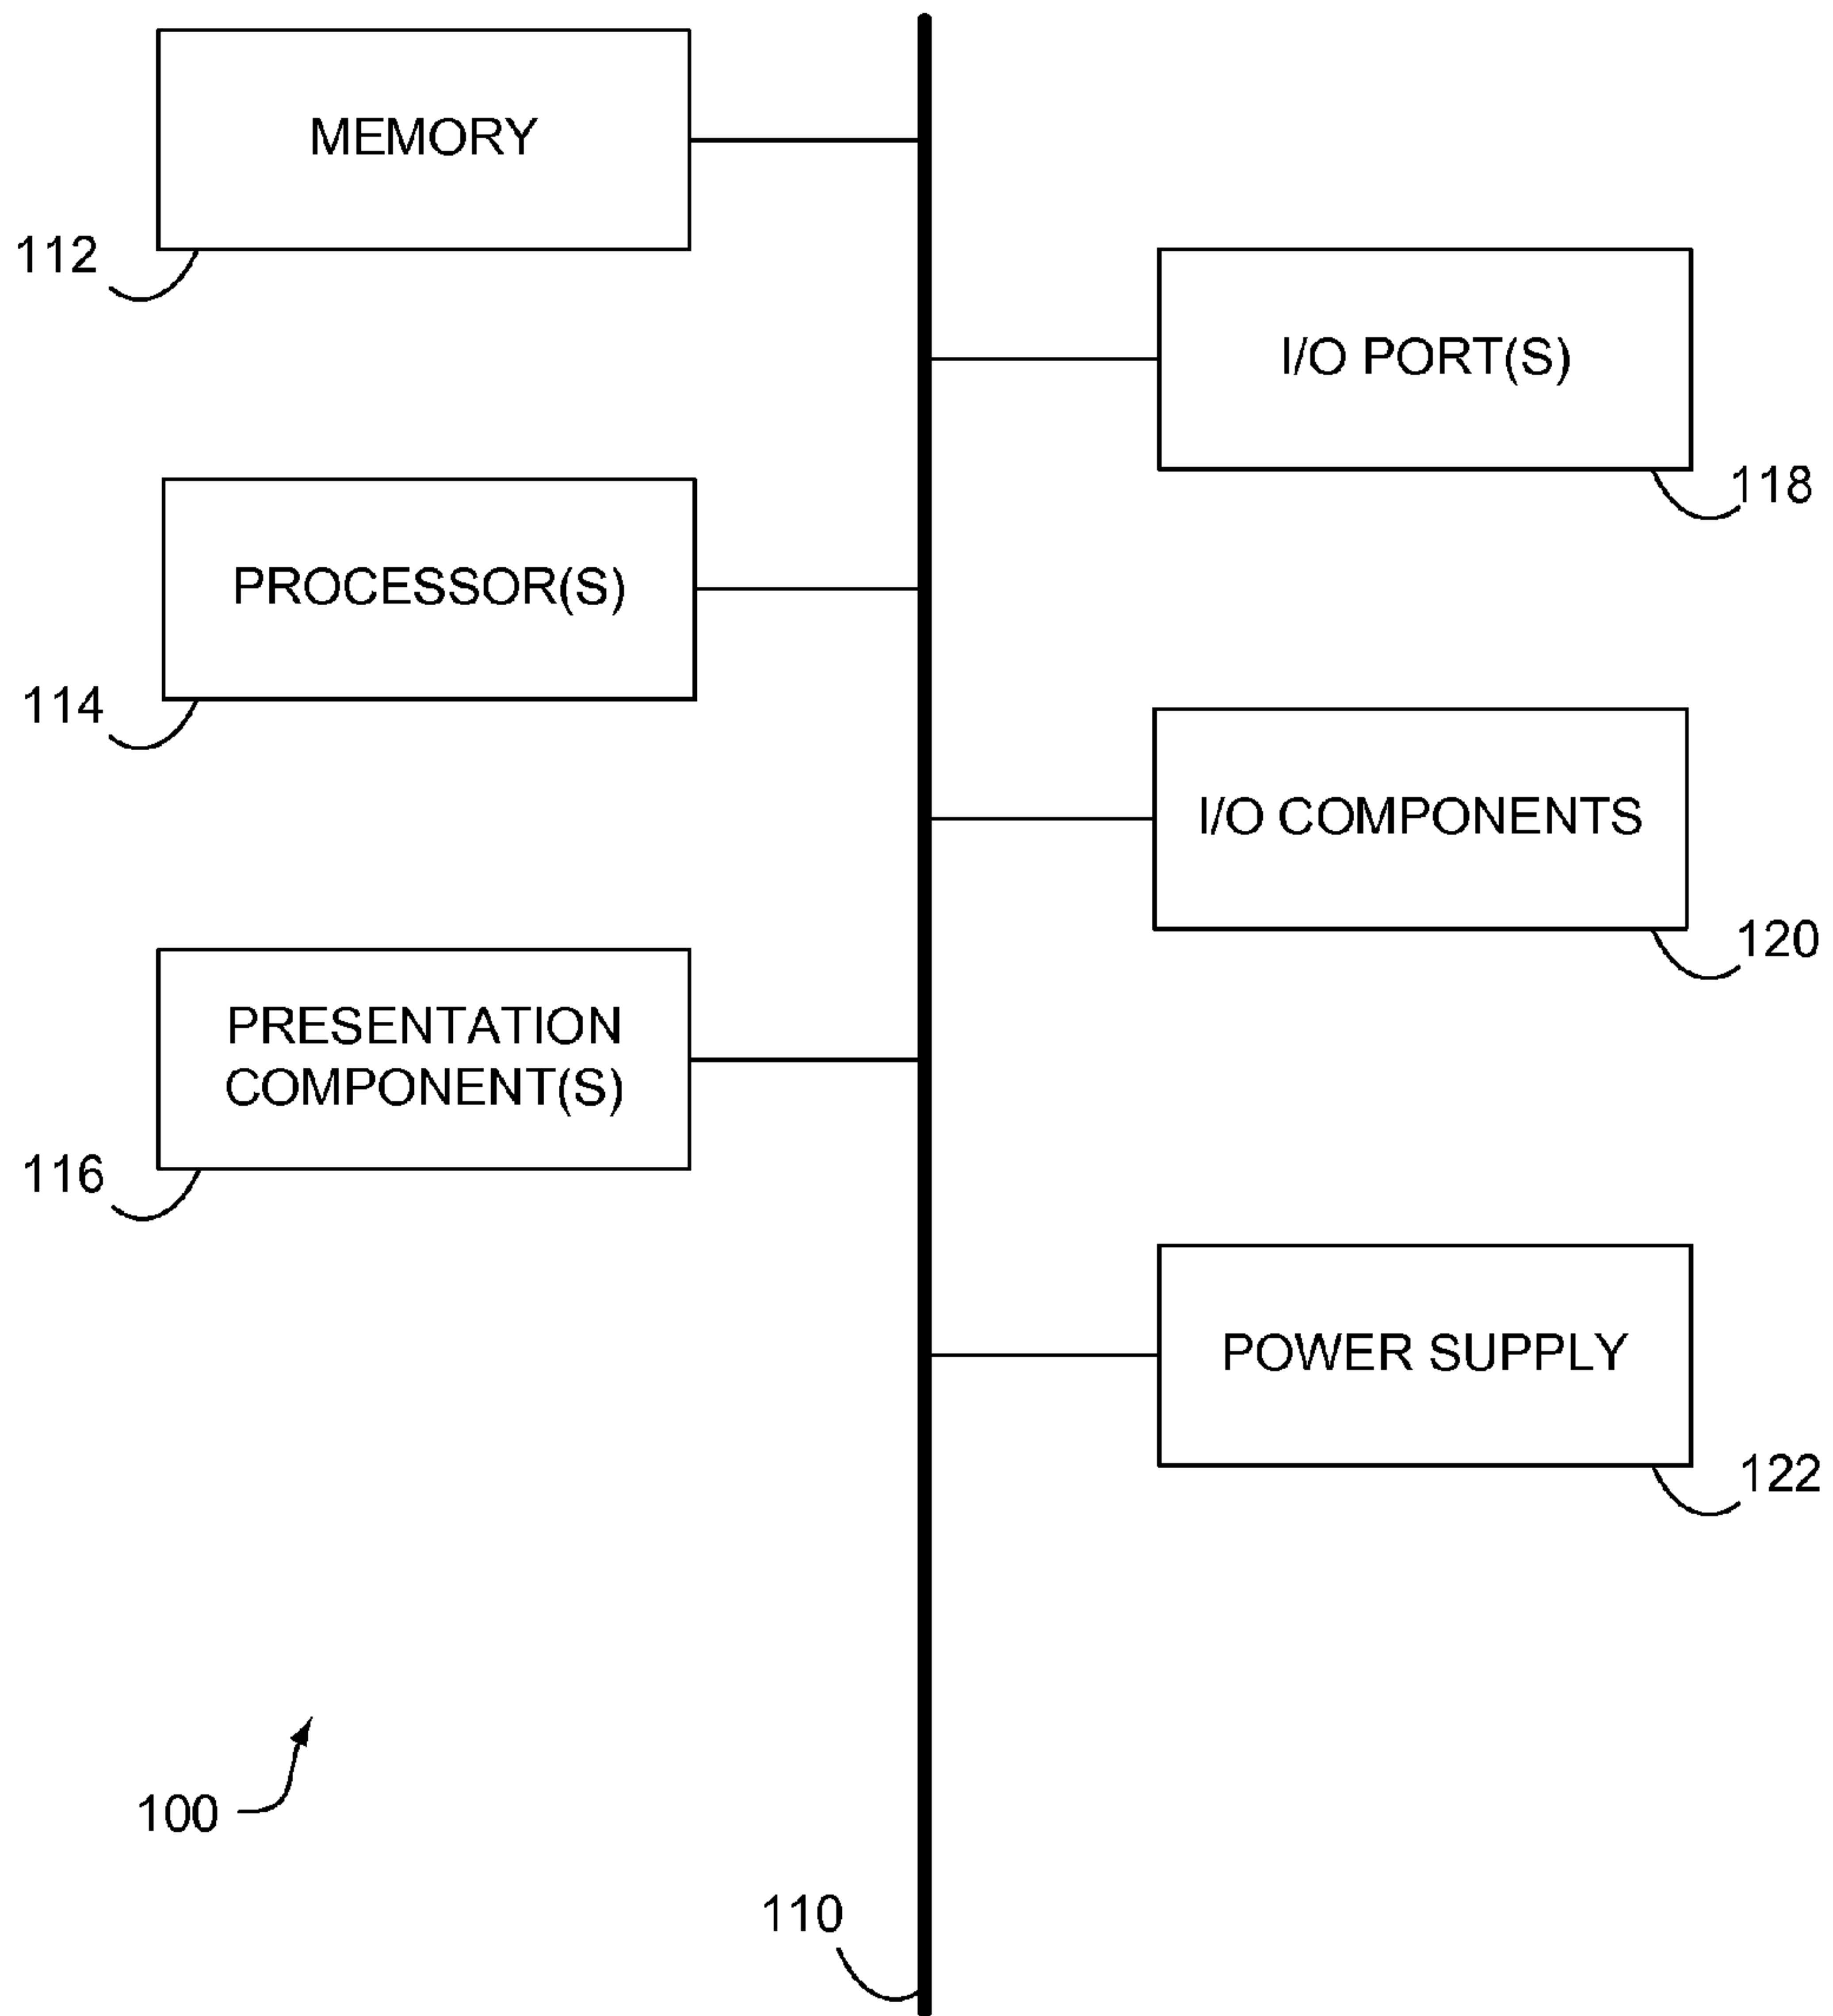 MEMORY
112
I/O PORT(S)
118
PROCESSOR(S)
114
I/O COMPONENTS
120
PRESENTATION
COMPONENT(S)
116
POWER SUPPLY
122
100
110